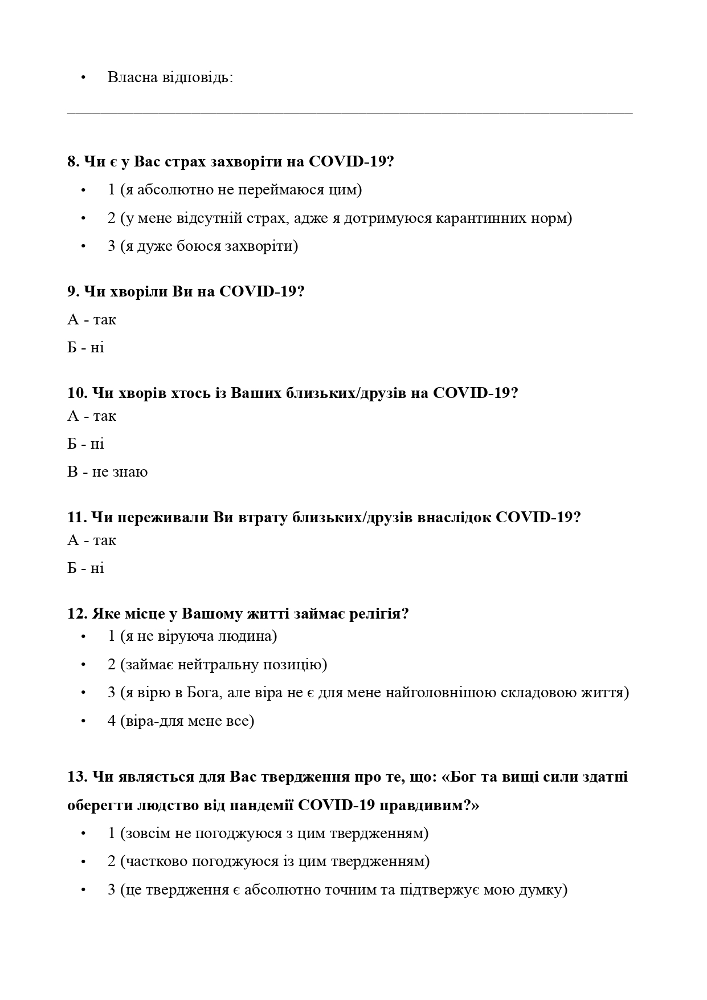 • Власна відповідь:
____________________________________________________________________
8. Чи є у Вас страх захворіти на COVID-19?
• 1 (я абсолютно не переймаюся цим)
• 2 (у мене відсутній страх, адже я дотримуюся карантинних норм)
• 3 (я дуже боюся захворіти)
9. Чи хворіли Ви на COVID-19?
А - так
Б - ні
10. Чи хворів хтось із Ваших близьких/друзів на COVID-19?
А - так
Б - ні
В - не знаю
11. Чи переживали Ви втрату близьких/друзів внаслідок COVID-19?
А - так
Б - ні
12. Яке місце у Вашому житті займає релігія?
• 1 (я не віруюча людина)
• 2 (займає нейтральну позицію)
• 3 (я вірю в Бога, але віра не є для мене найголовнішою складовою життя)
• 4 (віра-для мене все)
13. Чи являється для Вас твердження про те, що: «Бог та вищі сили здатні
оберегти людство від пандемії COVID-19 правдивим?»
• 1 (зовсім не погоджуюся з цим твердженням)
• 2 (частково погоджуюся із цим твердженням)
• 3 (це твердження є абсолютно точним та підтвержує мою думку)